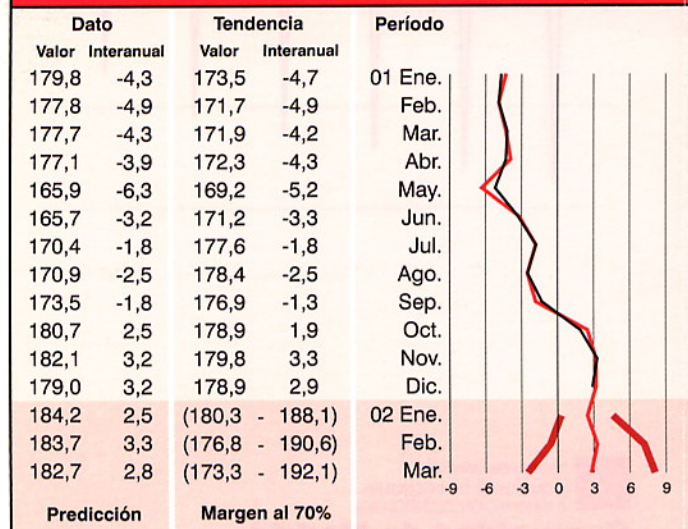 Dato Tendencia Período
Valor Interanual Valor Interanual
179,8 -4,3 173,5 -4,7 01 Ene.
177,8 -4,9 171,7 -4,9 Feb.
177,7 -4,3 171,9 -4,2 Mar.
177,1 -3,9 172,3 -4,3 Abr.
165,9 -6,3 169,2 -5,2 May.
165,7 -3,2 171,2 -3,3 Jun.
170,4 -1,8 177,6 -1,8 Jul.
170,9 -2,5 178,4 -2,5 Ago.
173,5 -1,8 176,9 -1,3 Sep.
180,7 2,5 178,9 1,9 Oct.
182,1 3,2 179,8 3,3 Nov.
179,0 3,2 178,9 2,9 Dic.
184,2 2,5 (180,3 - 188,1) 02 Ene.
183,7 3,3 (176,8 - 190,6) Feb.
182,7 2,8 (173,3 - 192,1) Mar.
-9 -6 -3 0 3 6 9
Predicción Margen al 70%